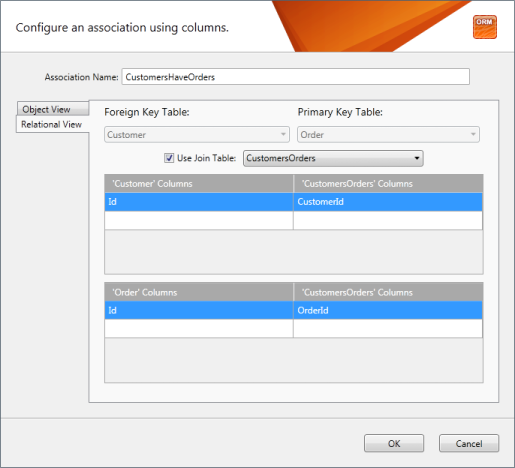 Configure an association using columns.
ORM
Association Name: CustomersHaveOrders
Object View
Relational View
Foreign Key Table: Primary Key Table:
Customer Order
Use Join Table: CustomersOrders
'Customer' Columns 'CustomersOrders' Columns
Id CustomerId
'Order' Columns 'CustomersOrders' Columns
Id OrderId
OK Cancel